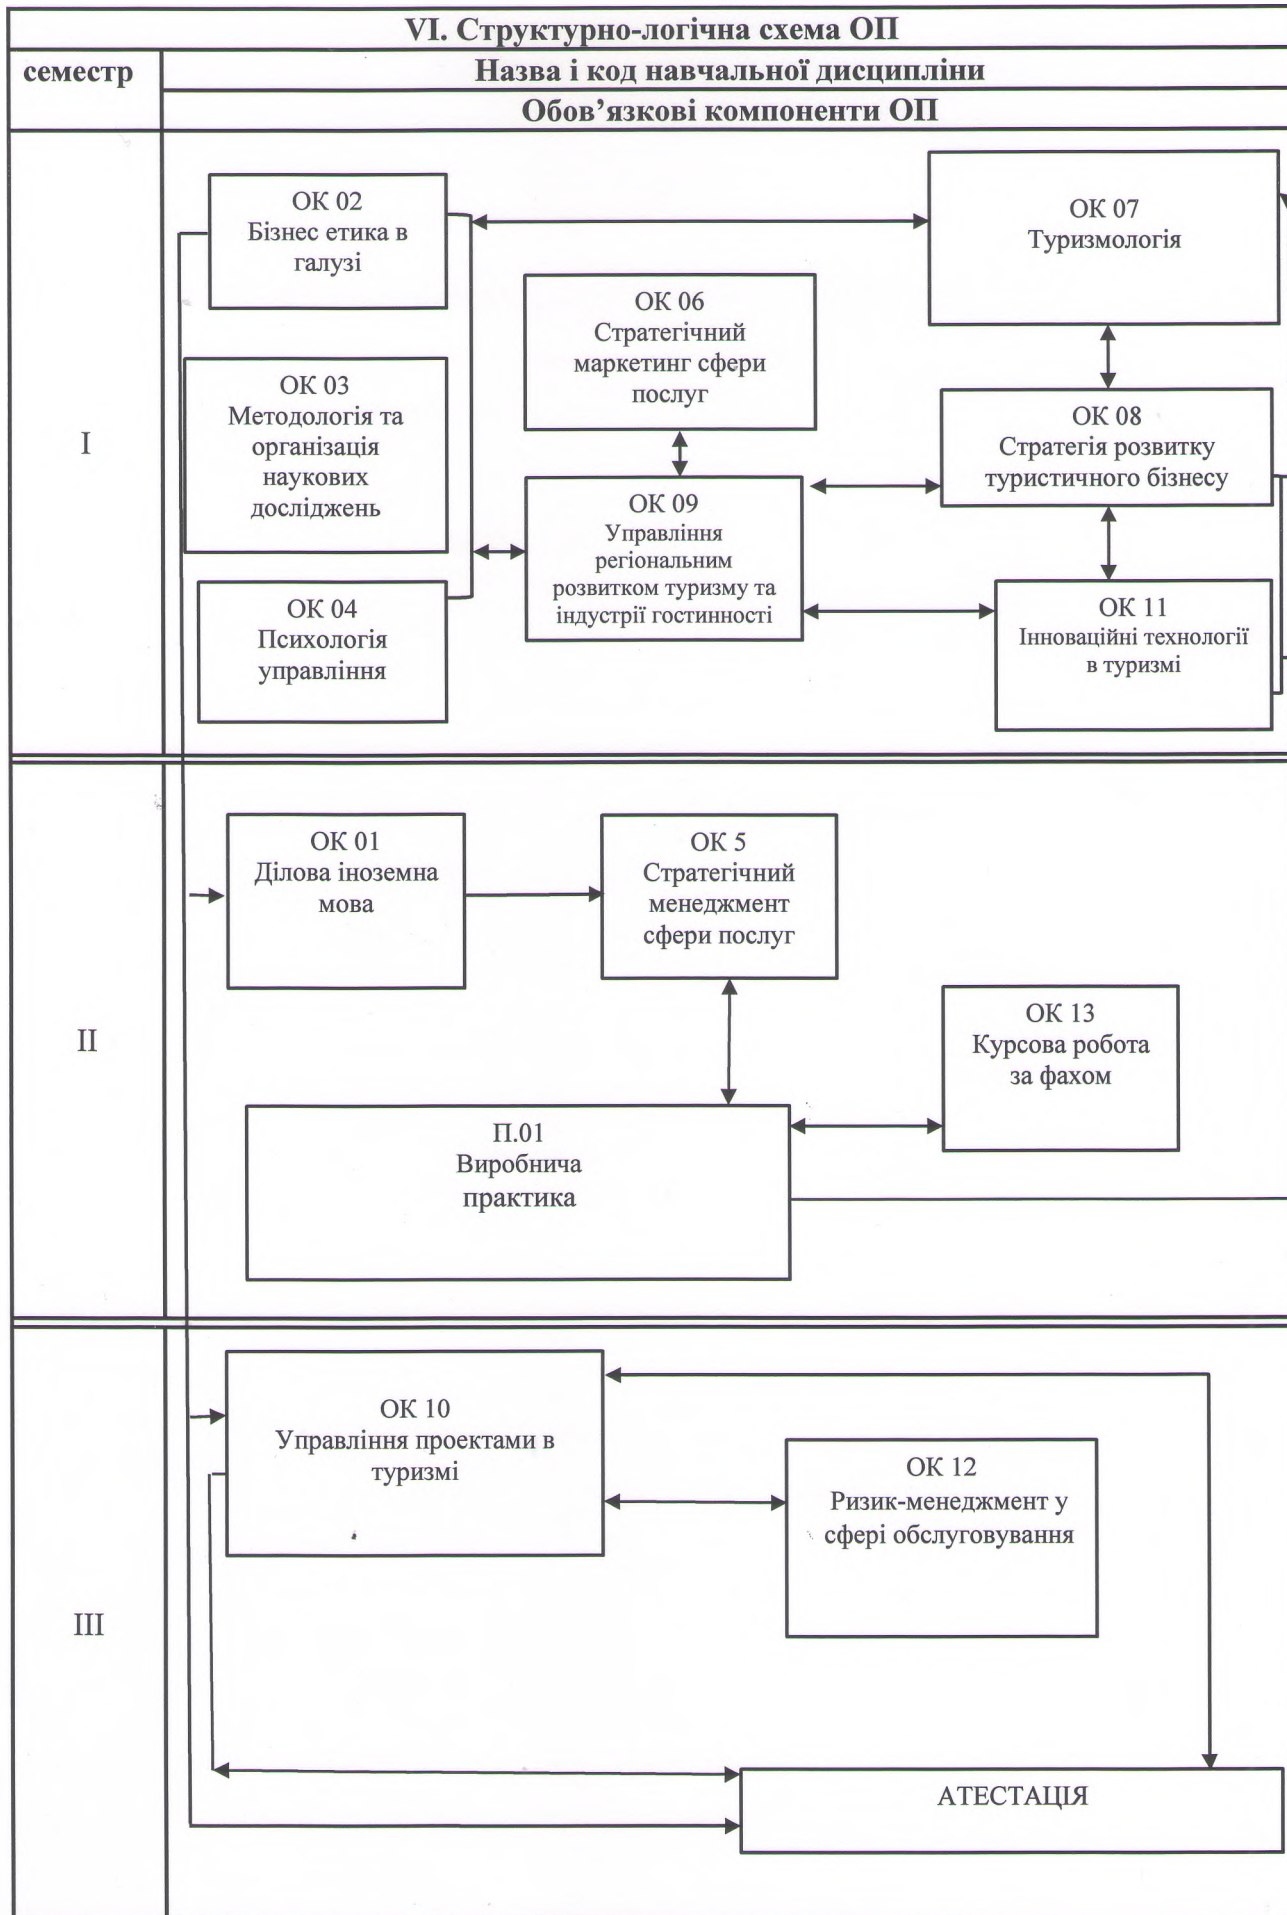 VI. Структурно-логічна схема ОП
семестр
Назва і код навчальної дисципліни
Обов’язкові компоненти ОП
I
ОК 02
Бізнес етика в
галузі
ОК 07
Туризмологія
ОК 06
Стратегічний
маркетинг сфери
послуг
ОК 03
Методологія та
організація
наукових
досліджень
ОК 08
Стратегія розвитку
туристичного бізнесу
ОК 09
Управління
регіональним
розвитком туризму та
індустрії гостинності
ОК 04
Психологія
управління
ОК 11
Інноваційні технології
в туризмі
II
ОК 01
Ділова іноземна
мова
ОК 5
Стратегічний
менеджмент
сфери послуг
ОК 13
Курсова робота
за фахом
П.01
Виробнича
практика
III
ОК 10
Управління проектами в
туризмі
ОК 12
Ризик-менеджмент у
сфері обслуговування
АТЕСТАЦІЯ